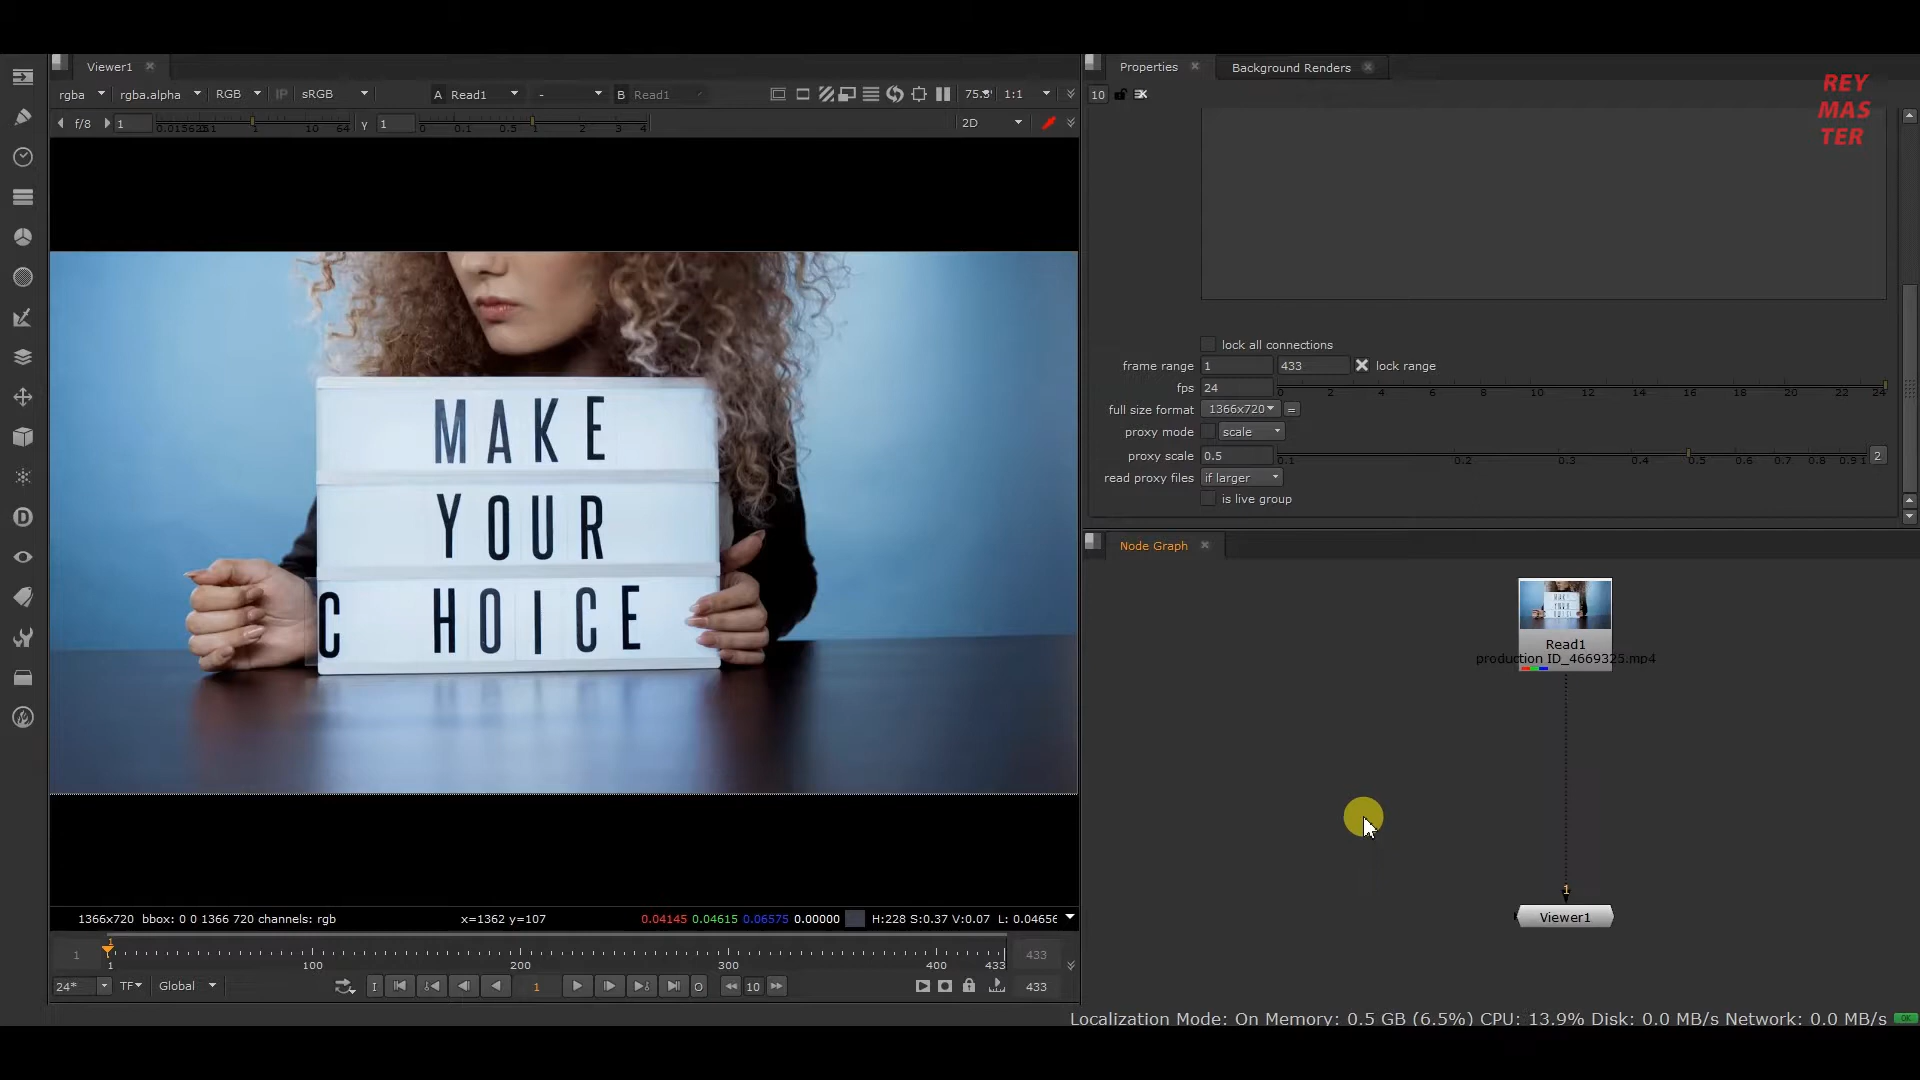 Viewer1
Properties
Background Renders
rgba
rgba.alpha
RGB
IP
sRGB
A Read1
-
B Read1
1:1
10
f/8
1
10
64
Y 1
0 0.1 0.5 1 2 3 4
2D
REY
MAS
TER
MAKE
YOUR
C HOICE
lock all connections
frame range 1 433 lock range
fps 24
0 2 4 6 8 10 12 14 16 18 20 22 24
full size format 1366x720 =
proxy mode scale
proxy scale 0.5
0.1 0.2 0.3 0.4 0.5 0.6 0.7 0.8 0.9 1
2
read proxy files if larger
is live group
Node Graph
MAKE
YOUR
Read1
production ID_4669325.mp4
1
Viewer1
1366x720 bbox: 0 0 1366 720 channels: rgb
x=1362 y=107
0.04145 0.04615 0.06575 0.00000
H:228 S:0.37 V:0.07 L: 0.04656
1
1
1 100 200 300 400 433
433
24*
TF
Global
I
1
O
10
433
Localization Mode: On Memory: 0.5 GB (6.5%) CPU: 13.9% Disk: 0.0 MB/s Network: 0.0 MB/s
OK